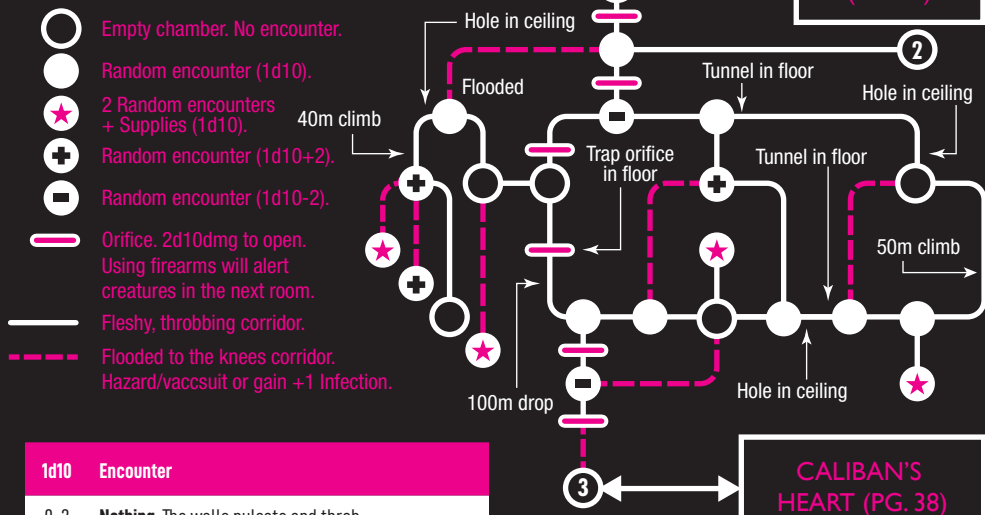 Empty chamber. No encounter.
Random encounter (1d10).
2 Random encounters
+ Supplies (1d10).
Random encounter (1d10+2).
Random encounter (1d10-2).
Orifice. 2d10dmg to open.
Using firearms will alert
creatures in the next room.
Fleshy, throbbing corridor.
Flooded to the knees corridor.
Hazard/vaccsuit or gain +1 Infection.
Hole in ceiling
2
Flooded
Tunnel in floor
Hole in ceiling
40m climb
Trap orifice
in floor
Tunnel in floor
50m climb
100m drop
Hole in ceiling
3
CALIBAN'S
HEART (PG. 38)
1d10 Encounter
Nothing. The walls pulsate and throb.